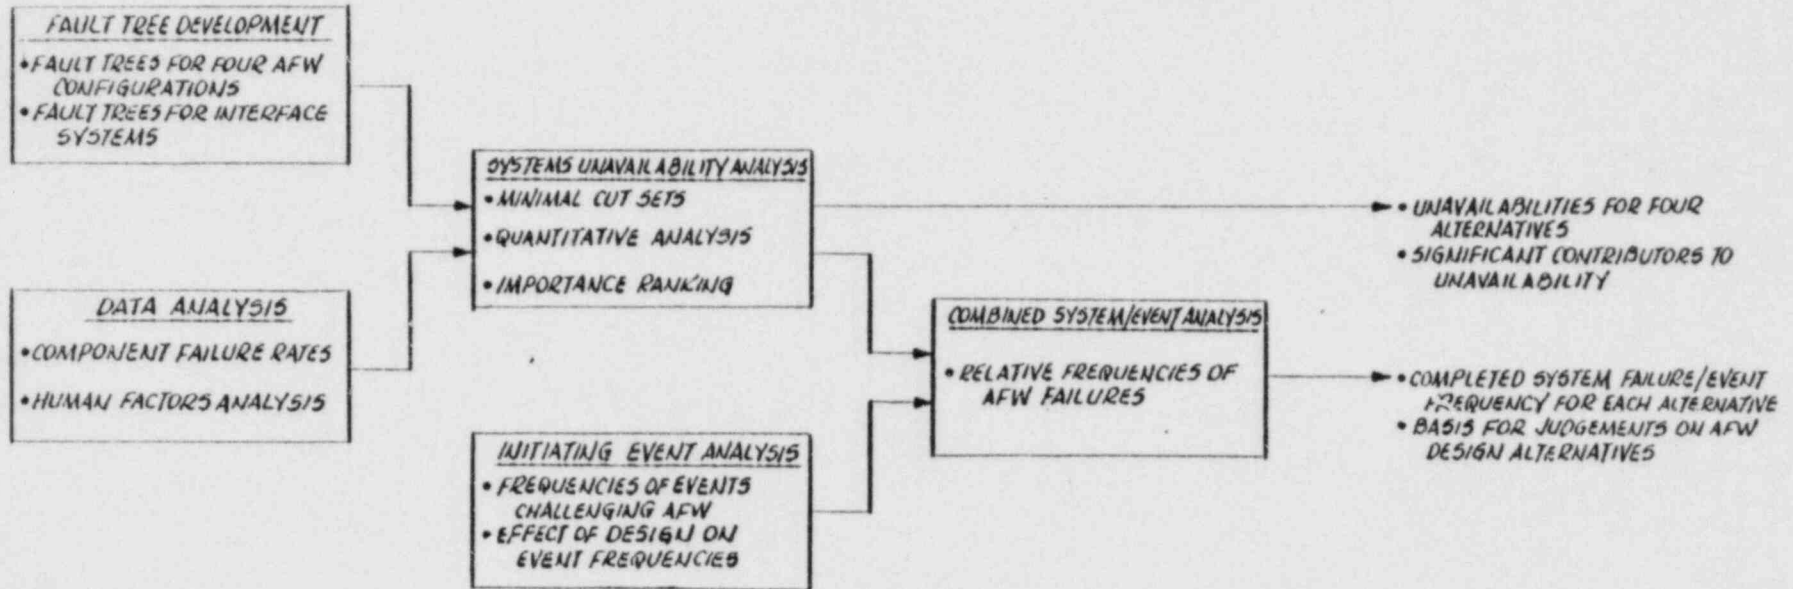 FAULT TREE DEVELOPMENT
• FAULT TREES FOR FOUR AFW
CONFIGURATIONS
• FAULT TREES FOR INTERFACE
SYSTEMS
DATA ANALYSIS
• COMPONENT FAILURE RATES
• HUMAN FACTORS ANALYSIS
SYSTEMS UNAVAILABILITY ANALYSIS
• MINIMAL CUT SETS
• QUANTITATIVE ANALYSIS
• IMPORTANCE RANKING
INITIATING EVENT ANALYSIS
• FREQUENCIES OF EVENTS
CHALLENGING AFW
• EFFECT OF DESIGN ON
EVENT FREQUENCIES
COMBINED SYSTEM/EVENT ANALYSIS
• RELATIVE FREQUENCIES OF
AFW FAILURES
• UNAVAILABILITIES FOR FOUR
ALTERNATIVES
• SIGNIFICANT CONTRIBUTORS TO
UNAVAILABILITY
• COMPLETED SYSTEM FAILURE/EVENT
FREQUENCY FOR EACH ALTERNATIVE
• BASIS FOR JUDGEMENTS ON AFW
DESIGN ALTERNATIVES